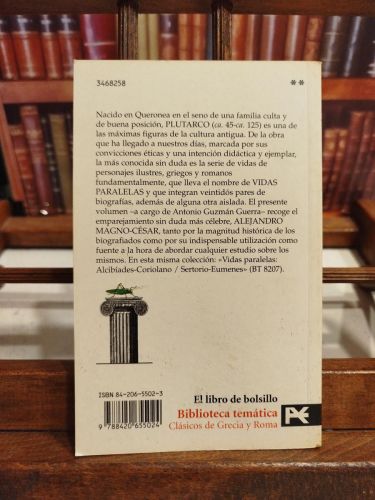 3468258
**
Nacido en Queronea en el seno de una familia culta y
de buena posición, PLUTARCO (ca. 45-ca. 125) es una de
las máximas figuras de la cultura antigua. De la obra
que ha llegado a nuestros días, marcada por sus
convicciones éticas y una intención didáctica y ejemplar,
la más conocida sin duda es la serie de vidas de
personajes ilustres, griegos y romanos
fundamentalmente, que lleva el nombre de VIDAS
PARALELAS y que integran veintidós pares de
biografías, además de alguna otra aislada. El
presente volumen –a cargo de Antonio Guzmán Guerra– recoge el
emparejamiento sin duda más célebre, ALEJANDRO
MAGNO-CÉSAR, tanto por la magnitud histórica de los
biografiados como por su indispensable utilización como
fuente a la hora de abordar cualquier estudio sobre los
mismos. En esta misma colección: «Vidas paralelas:
Alcibíades-Coriolano / Sertorio-Eumenes» (BT 8207).
ISBN 84-206-5502-3
9 788420 655024
El libro de bolsillo
Biblioteca temática
Clásicos de Grecia y Roma